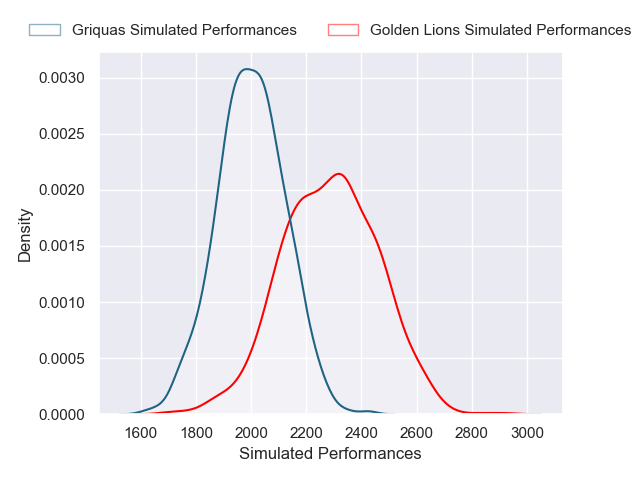 Griquas Simulated Performances
Golden Lions Simulated Performances
0.0030
0.0025
0.0020
0.0015
0.0010
0.0005
0.0000
Density
1600 1800 2000 2200 2400 2600 2800 3000
Simulated Performances